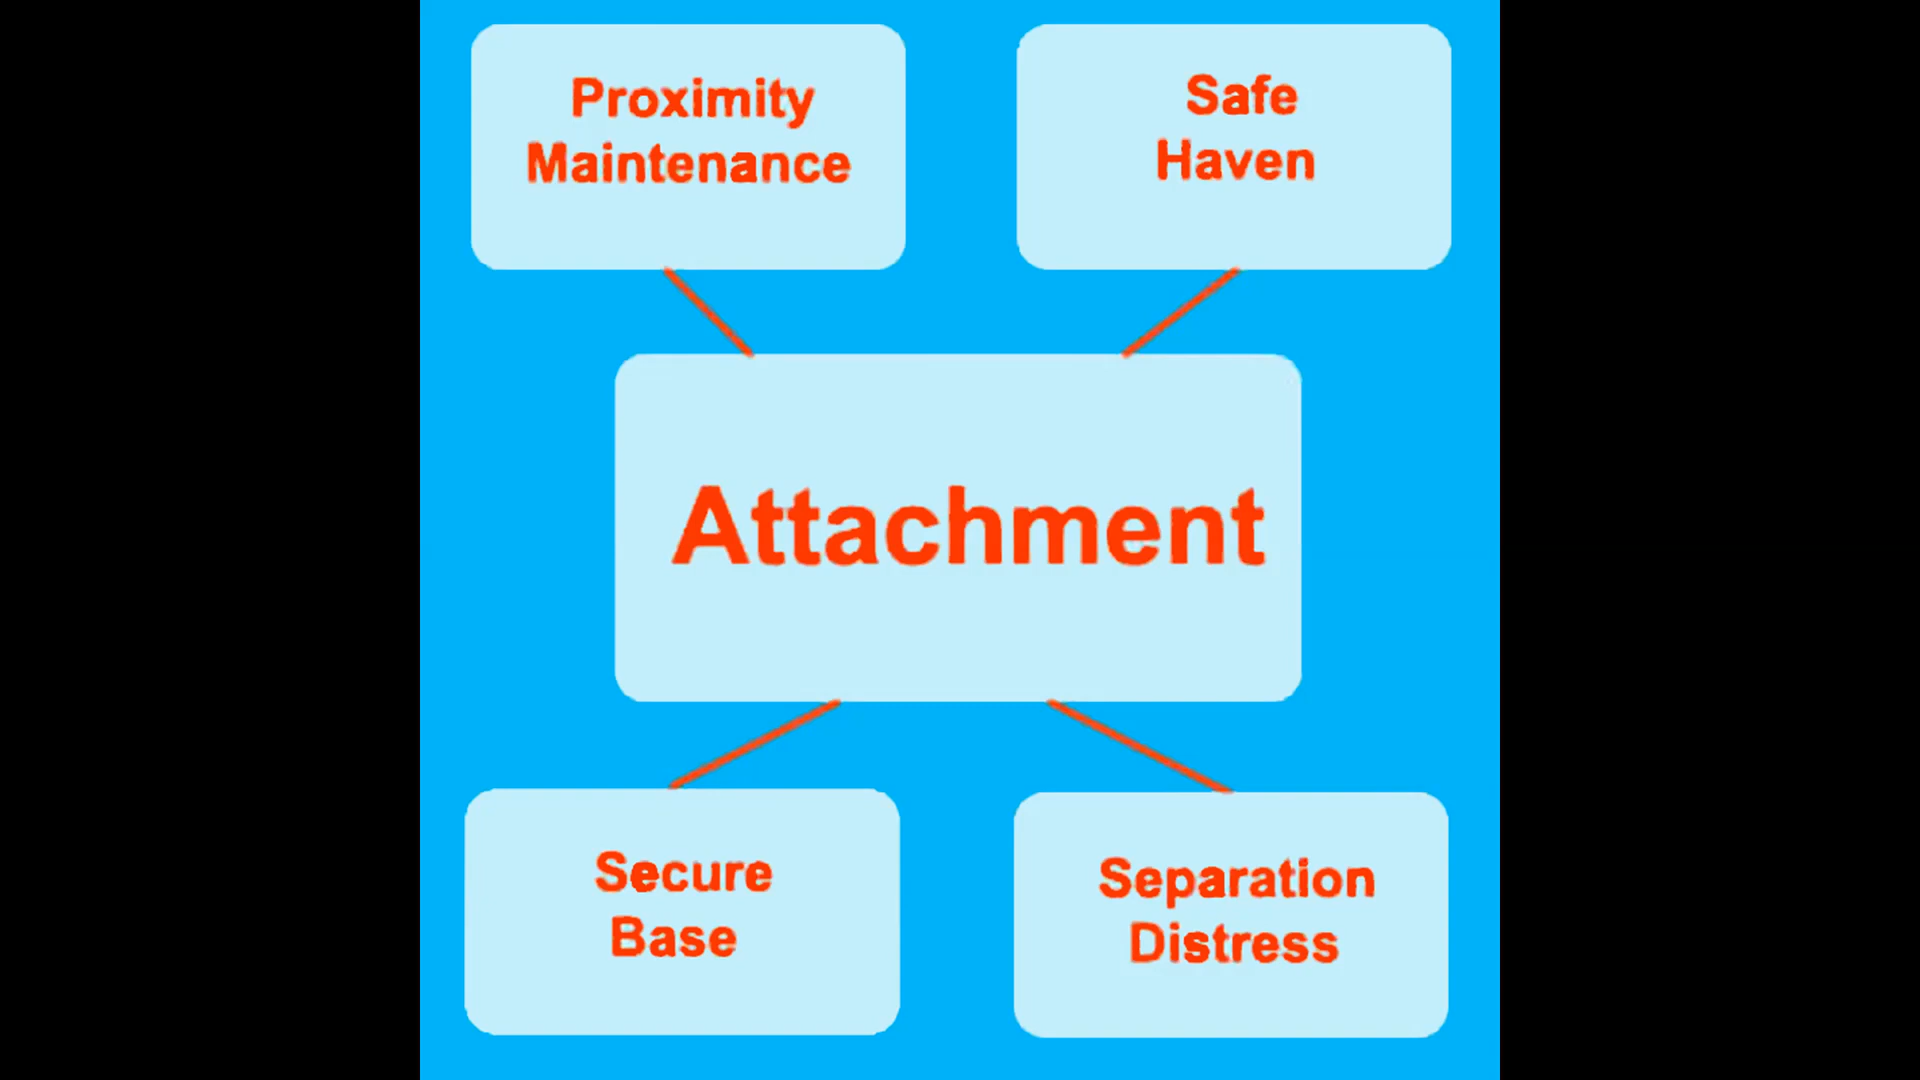 Proximity
Maintenance
Safe
Haven
Attachment
Secure
Base
Separation
Distress